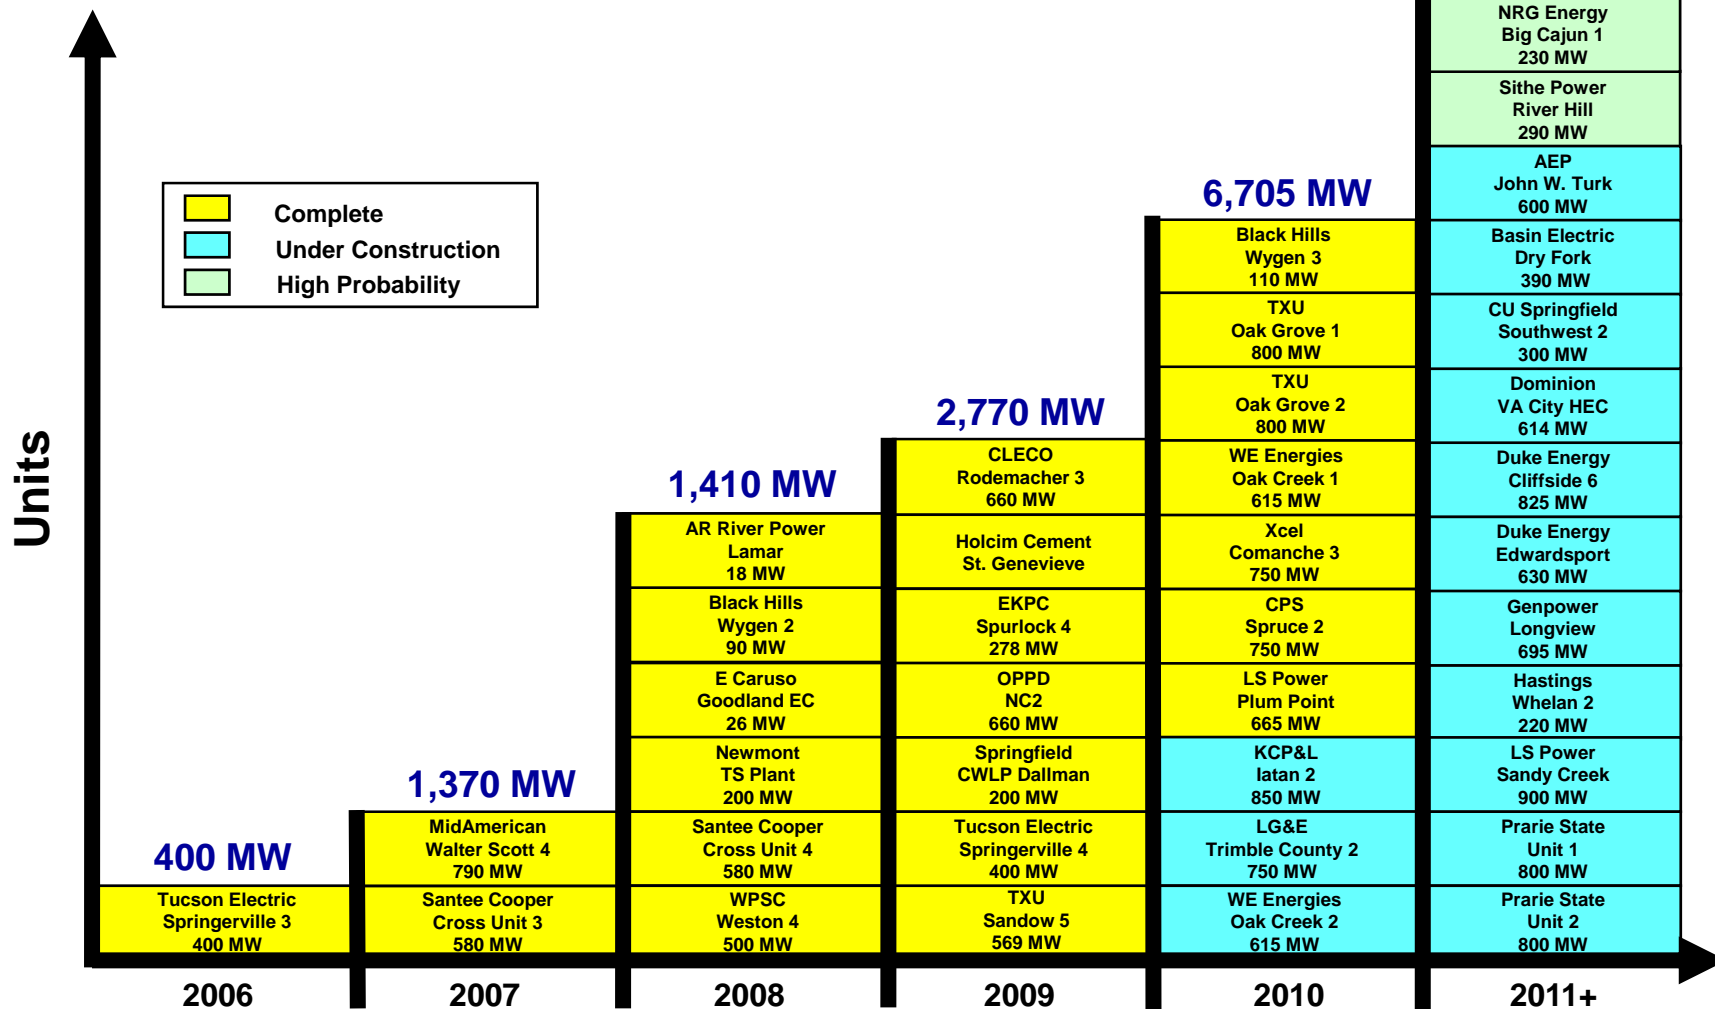 Units
Complete
Under Construction
High Probability
400 MW
Tucson Electric
Springerville 3
400 MW
2006
1,370 MW
MidAmerican
Walter Scott 4
790 MW
Santee Cooper
Cross Unit 3
580 MW
2007
1,410 MW
AR River Power
Lamar
18 MW
Black Hills
Wygen 2
90 MW
E Caruso
Goodland EC
26 MW
Newmont
TS Plant
200 MW
Santee Cooper
Cross Unit 4
580 MW
WPSC
Weston 4
500 MW
2008
2,770 MW
CLECO
Rodemacher 3
660 MW
Holcim Cement
St. Genevieve
EKPC
Spurlock 4
278 MW
OPPD
NC2
660 MW
Springfield
CWLP Dallman
200 MW
Tucson Electric
Springerville 4
400 MW
TXU
Sandow 5
569 MW
2009
6,705 MW
Black Hills
Wygen 3
110 MW
TXU
Oak Grove 1
800 MW
TXU
Oak Grove 2
800 MW
WE Energies
Oak Creek 1
615 MW
Xcel
Comanche 3
750 MW
CPS
Spruce 2
750 MW
LS Power
Plum Point
665 MW
KCP&L
Iatan 2
850 MW
LG&E
Trimble County 2
750 MW
WE Energies
Oak Creek 2
615 MW
2010
NRG Energy
Big Cajun 1
230 MW
Sithe Power
River Hill
290 MW
AEP
John W. Turk
600 MW
Basin Electric
Dry Fork
390 MW
CU Springfield
Southwest 2
300 MW
Dominion
VA City HEC
614 MW
Duke Energy
Cliffside 6
825 MW
Duke Energy
Edwardsport
630 MW
Genpower
Longview
695 MW
Hastings
Whelan 2
220 MW
LS Power
Sandy Creek
900 MW
Prarie State
Unit 1
800 MW
Prarie State
Unit 2
800 MW
2011+